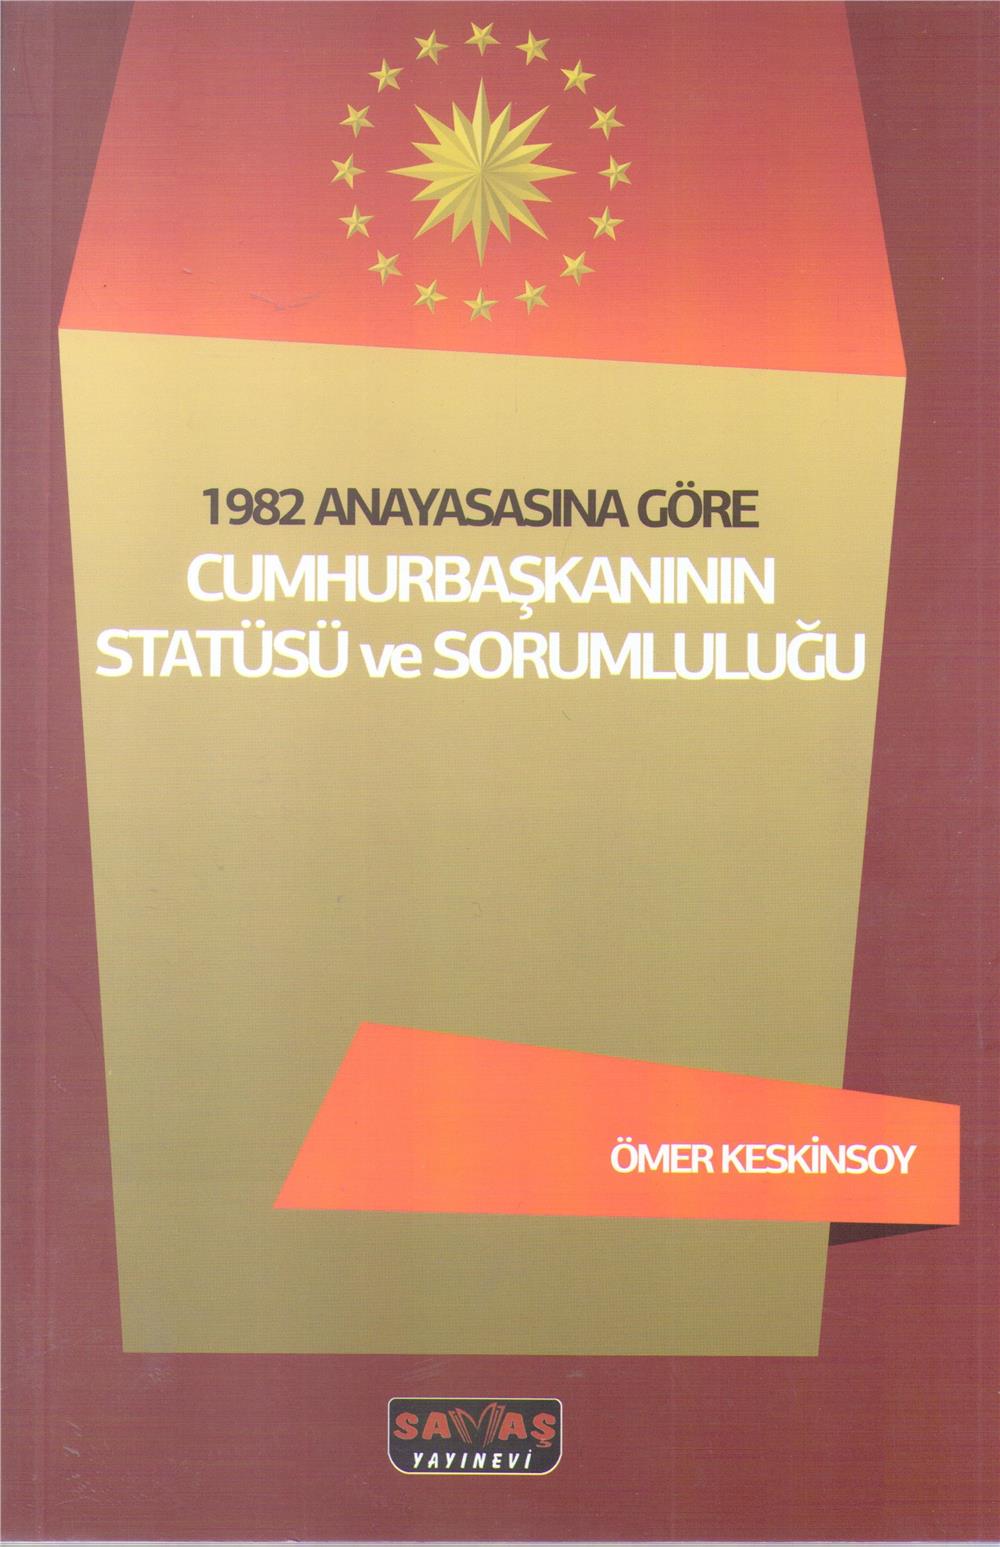 1982 ANAYASASINA GÖRE
CUMHURBAŞKANININ
STATÜSÜ ve SORUMLULUĞU
ÖMER KESKİNSOY
SAVAŞ
YAYINEVİ